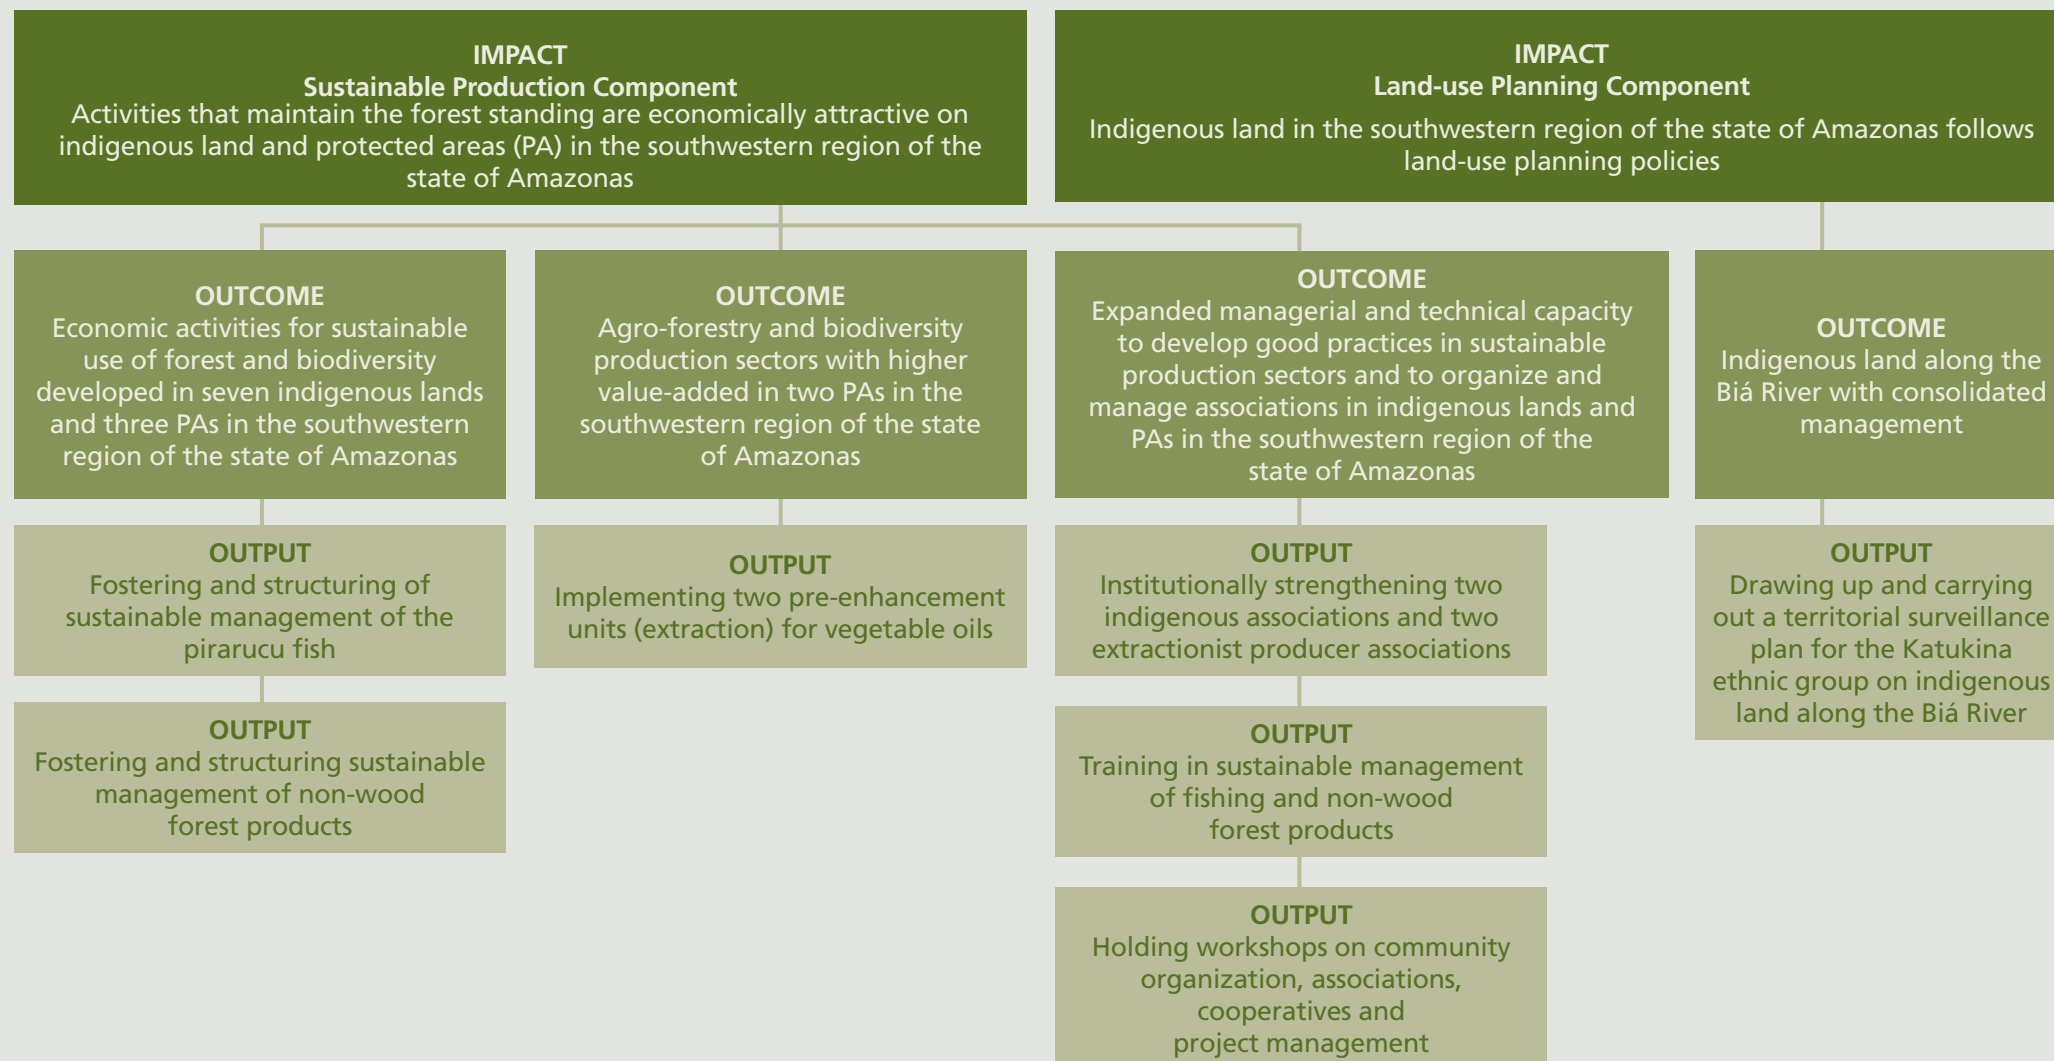 IMPACT
Sustainable Production Component
Activities that maintain the forest standing are economically attractive on
indigenous land and protected areas (PA) in the southwestern region of the
state of Amazonas
IMPACT
Land-use Planning Component
Indigenous land in the southwestern region of the state of Amazonas follows
land-use planning policies
OUTCOME
Economic activities for sustainable
use of forest and biodiversity
developed in seven indigenous lands
and three PAs in the southwestern
region of the state of Amazonas
OUTCOME
Agro-forestry and biodiversity
production sectors with higher
value-added in two PAs in the
southwestern region of the state
of Amazonas
OUTCOME
Expanded managerial and technical capacity
to develop good practices in sustainable
production sectors and to organize and
manage associations in indigenous lands and
PAs in the southwestern region of the
state of Amazonas
OUTCOME
Indigenous land along the
Biá River with consolidated
management
OUTPUT
Fostering and structuring of
sustainable management of the
pirarucu fish
OUTPUT
Fostering and structuring sustainable
management of non-wood
forest products
OUTPUT
Implementing two pre-enhancement
units (extraction) for vegetable oils
OUTPUT
Institutionally strengthening two
indigenous associations and two
extractionist producer associations
OUTPUT
Training in sustainable management
of fishing and non-wood
forest products
OUTPUT
Holding workshops on community
organization, associations,
cooperatives and
project management
OUTPUT
Drawing up and carrying
out a territorial surveillance
plan for the Katukina
ethnic group on indigenous
land along the Biá River